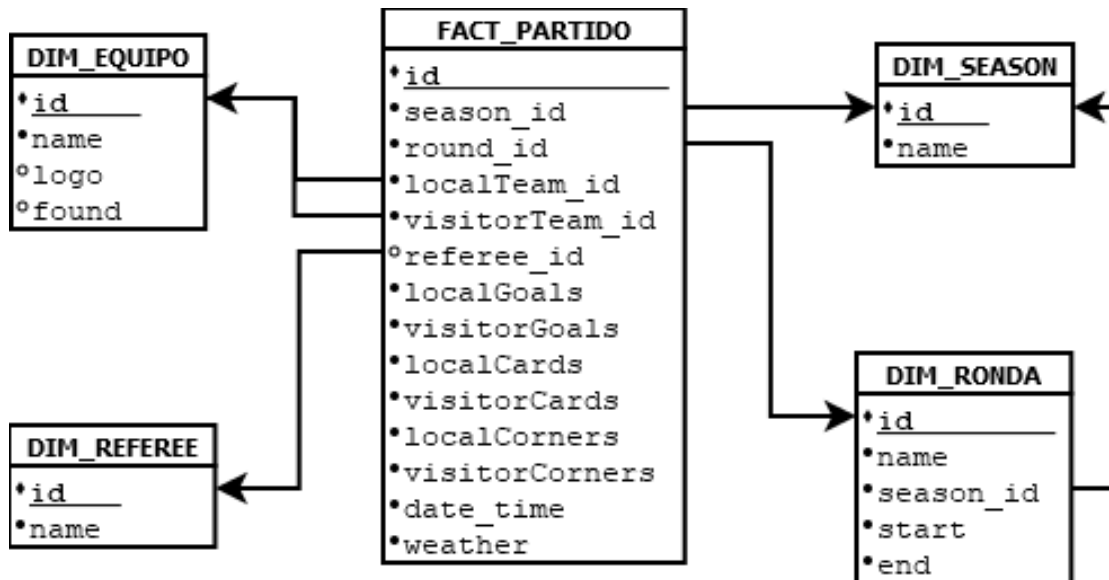 DIM_EQUIPO
id
name
logo
found
DIM_REFEREE
id
name
FACT_PARTIDO
id
season_id
round_id
localTeam_id
visitorTeam_id
referee_id
localGoals
visitorGoals
localCards
visitorCards
localCorners
visitorCorners
date_time
weather
DIM_SEASON
id
name
DIM_RONDA
id
name
season_id
start
end